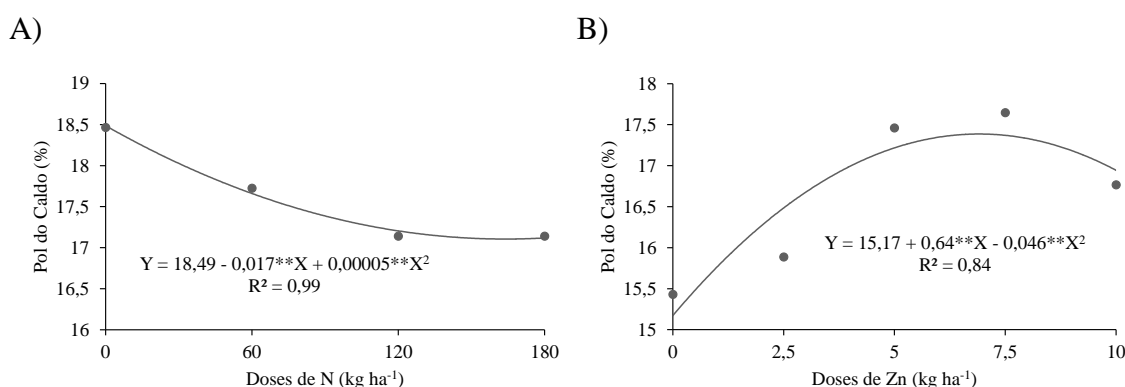 A)
19
18,5
18
17,5
17
16,5
16
Pol do Caldo (%)
Y = 18,49 - 0,017**X + 0,00005**X²
R² = 0,99
0
60
120
180
Doses de N (kg ha⁻¹)
B)
18
17,5
17
16,5
16
15,5
15
Pol do Caldo (%)
Y = 15,17 + 0,64**X - 0,046**X²
R² = 0,84
0
2,5
5
7,5
10
Doses de Zn (kg ha⁻¹)